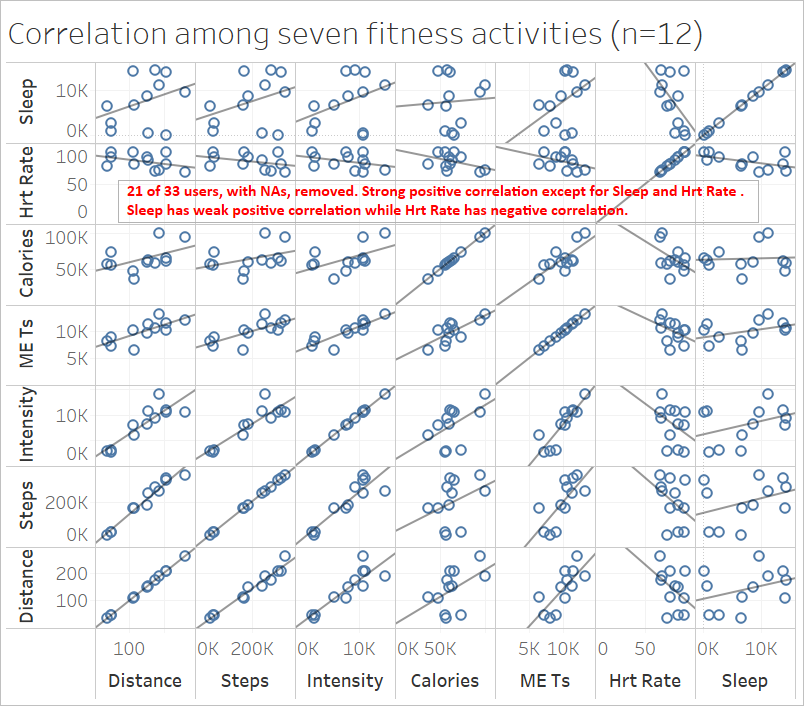 Correlation among seven fitness activities (n=12)
Sleep
10K
0K
Hrt Rate
100
50
0
21 of 33 users, with NAs, removed. Strong positive correlation except for Sleep and Hrt Rate .
Sleep has weak positive correlation while Hrt Rate has negative correlation.
Calories
100K
50K
ME Ts
10K
5K
Intensity
10K
0K
Steps
200K
0K
Distance
200
100
100 0K 200K 0K 10K 0K 50K 5K 10K 0 50 0K 10K
Distance Steps Intensity Calories ME Ts Hrt Rate Sleep